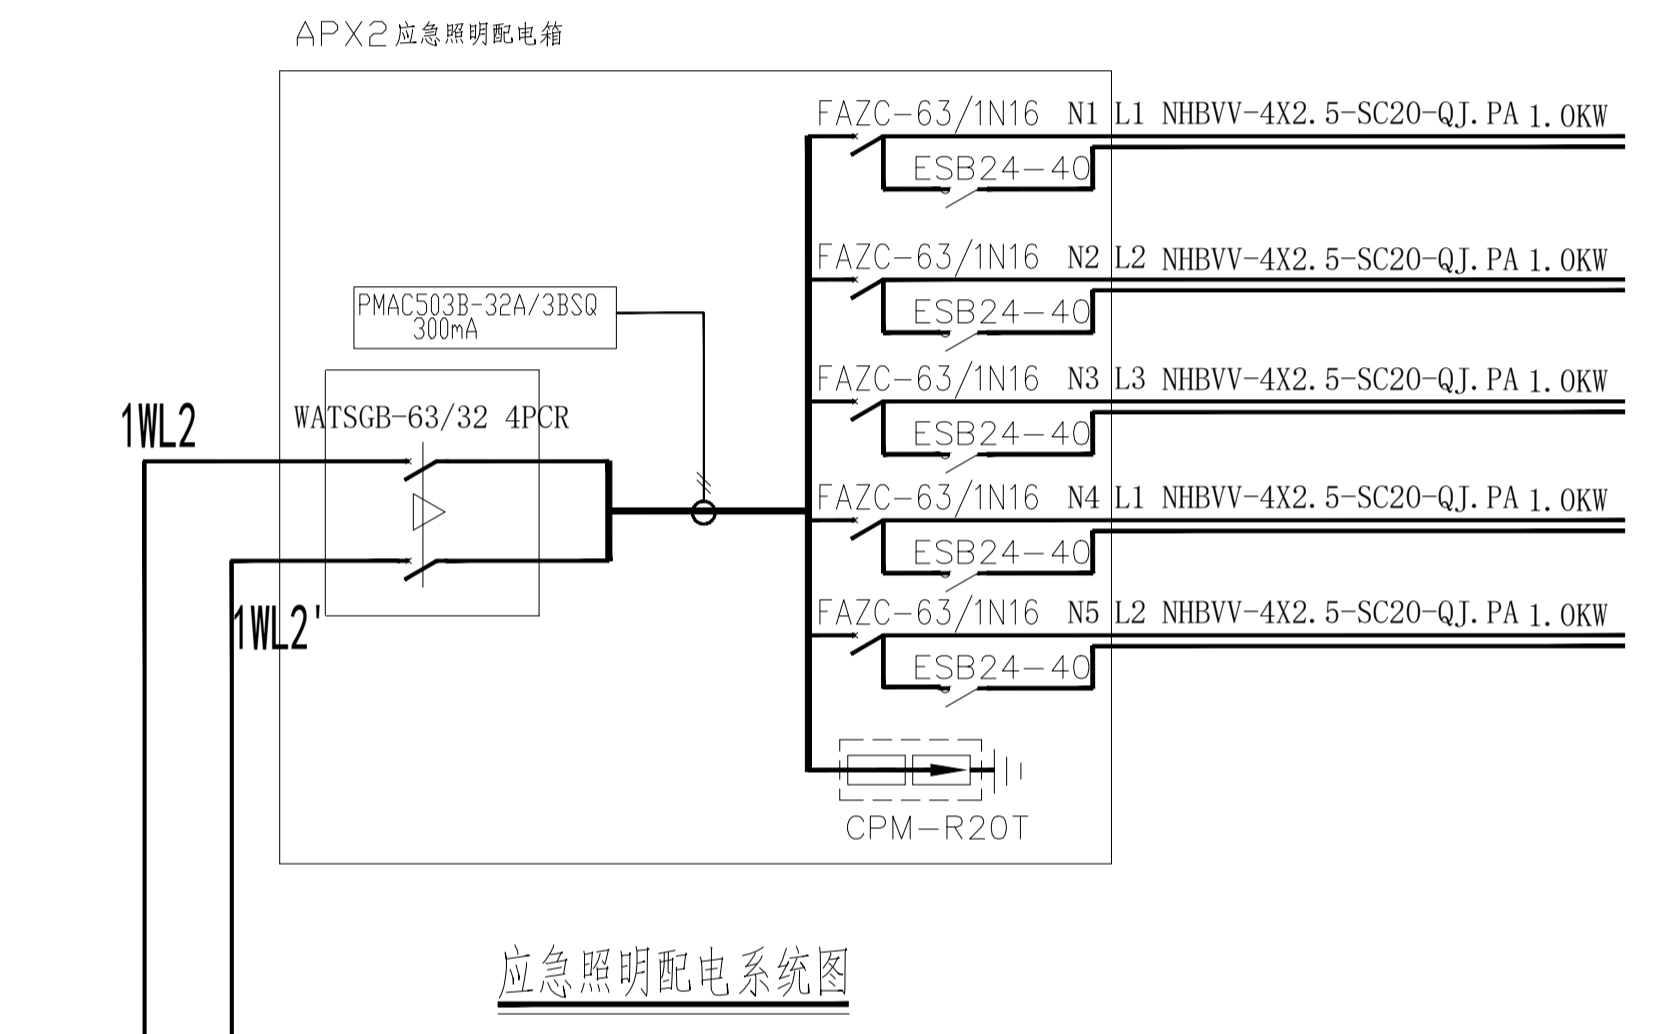 APX2应急照明配电箱
FAZC-63/1N16 N1 L1 NHBVV-4X2.5-SC20-QJ.PA 1.0KW
ESB24-40
FAZC-63/1N16 N2 L2 NHBVV-4X2.5-SC20-QJ.PA 1.0KW
ESB24-40
PMAC503B-32A/3BSQ
300mA
FAZC-63/1N16 N3 L3 NHBVV-4X2.5-SC20-QJ.PA 1.0KW
ESB24-40
WATSGB-63/32 4PCR
1WL2
FAZC-63/1N16 N4 L1 NHBVV-4X2.5-SC20-QJ.PA 1.0KW
ESB24-40
FAZC-63/1N16 N5 L2 NHBVV-4X2.5-SC20-QJ.PA 1.0KW
ESB24-40
1WL2'
CPM-R20T
应急照明配电系统图